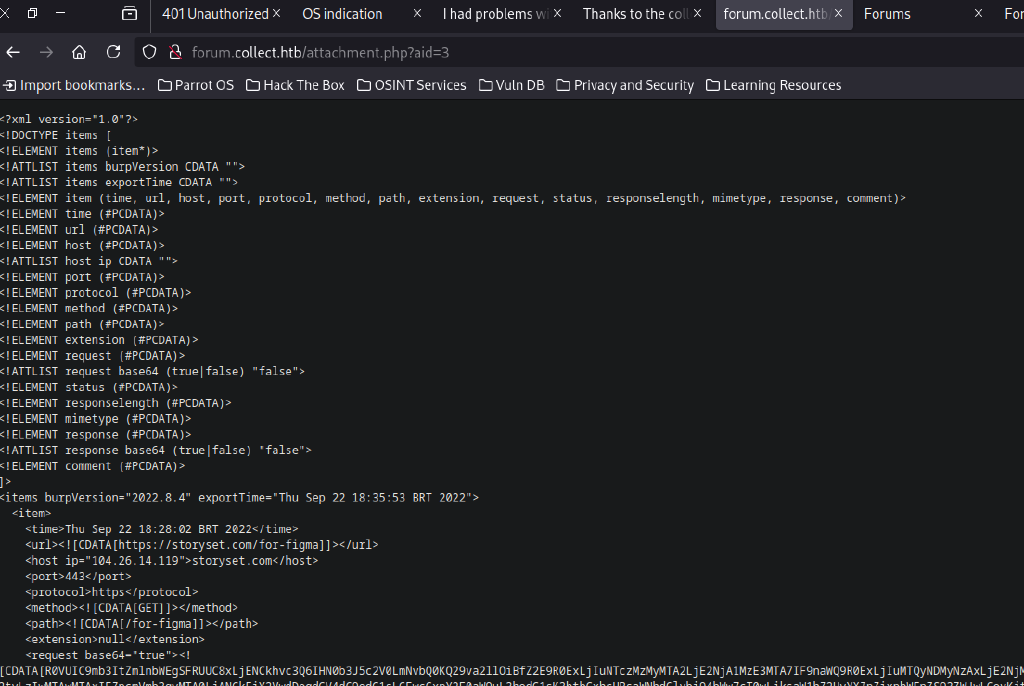 401 Unauthorized
OS indication
I had problems wi
Thanks to the coll
forum.collect.htb/
Forums
For
forum.collect.htb/attachment.php?aid=3
Import bookmarks...
Parrot OS
Hack The Box
OSINT Services
Vuln DB
Privacy and Security
Learning Resources
<?xml version="1.0"?>
<!DOCTYPE items [
<!ELEMENT items (item*)>
<!ATTLIST items burpVersion CDATA "">
<!ATTLIST items exportTime CDATA "">
<!ELEMENT item (time, url, host, port, protocol, method, path, extension, request, status, responselength, mimetype, response, comment)>
<!ELEMENT time (#PCDATA)>
<!ELEMENT url (#PCDATA)>
<!ELEMENT host (#PCDATA)>
<!ATTLIST host ip CDATA "">
<!ELEMENT port (#PCDATA)>
<!ELEMENT protocol (#PCDATA)>
<!ELEMENT method (#PCDATA)>
<!ELEMENT path (#PCDATA)>
<!ELEMENT extension (#PCDATA)>
<!ELEMENT request (#PCDATA)>
<!ATTLIST request base64 (true|false) "false">
<!ELEMENT status (#PCDATA)>
<!ELEMENT responselength (#PCDATA)>
<!ELEMENT mimetype (#PCDATA)>
<!ELEMENT response (#PCDATA)>
<!ATTLIST response base64 (true|false) "false">
<!ELEMENT comment (#PCDATA)>
]>
<items burpVersion="2022.8.4" exportTime="Thu Sep 22 18:35:53 BRT 2022">
<item>
<time>Thu Sep 22 18:28:02 BRT 2022</time>
<url><![CDATA[https://storyset.com/for-figma]]></url>
<host ip="104.26.14.119">storyset.com</host>
<port>443</port>
<protocol>https</protocol>
<method><![CDATA[GET]]></method>
<path><![CDATA[/for-figma]]></path>
<extension>null</extension>
<request base64="true"><!